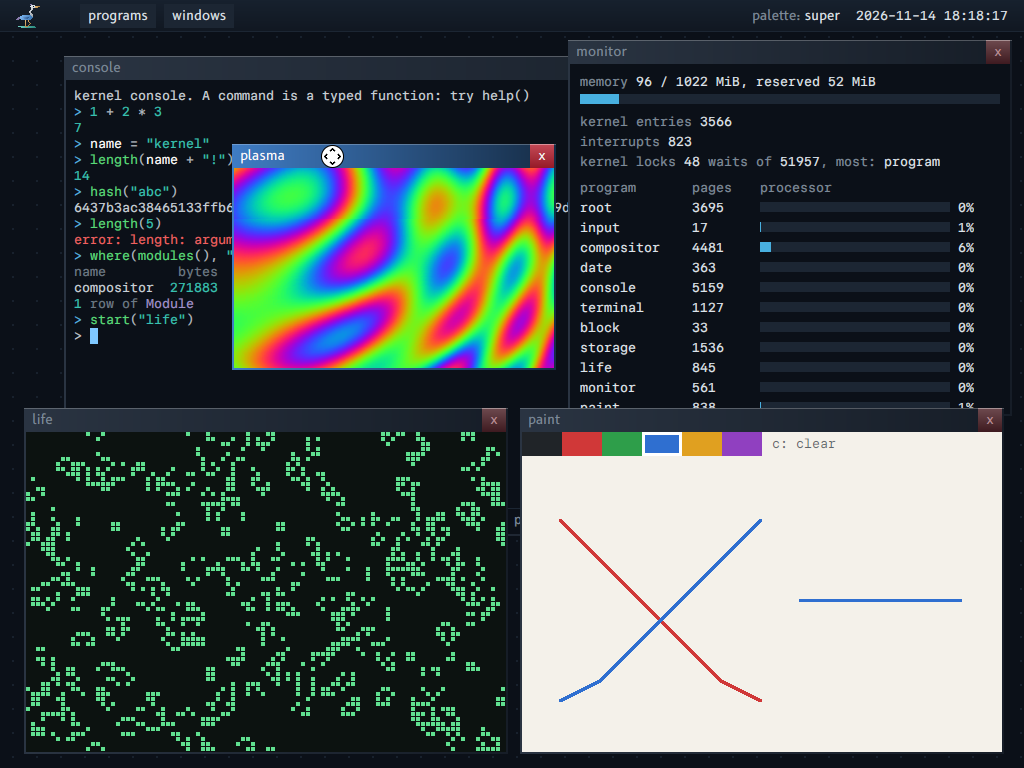 programs windows palette: super 2026-11-14 18:18:17
console
kernel console. A command is a typed function: try help()
> 1 + 2 * 3
7
> name = "kernel"
> length(name + "!")
14
> hash("abc")
6437b3ac38465133ffb6
> length(5)
error: length: argum
> where(modules(), "
name bytes
compositor 271883
1 row of Module
> start("life")
>
plasma x
monitor x
memory 96 / 1022 MiB, reserved 52 MiB
kernel entries 3566
interrupts 823
kernel locks 48 waits of 51957, most: program
program pages processor
root 3695 0%
input 17 1%
compositor 4481 6%
date 363 0%
console 5159 0%
terminal 1127 0%
block 33 0%
storage 1536 0%
life 845 0%
monitor 561 0%
paint 838 1%
life x
paint x
c: clear